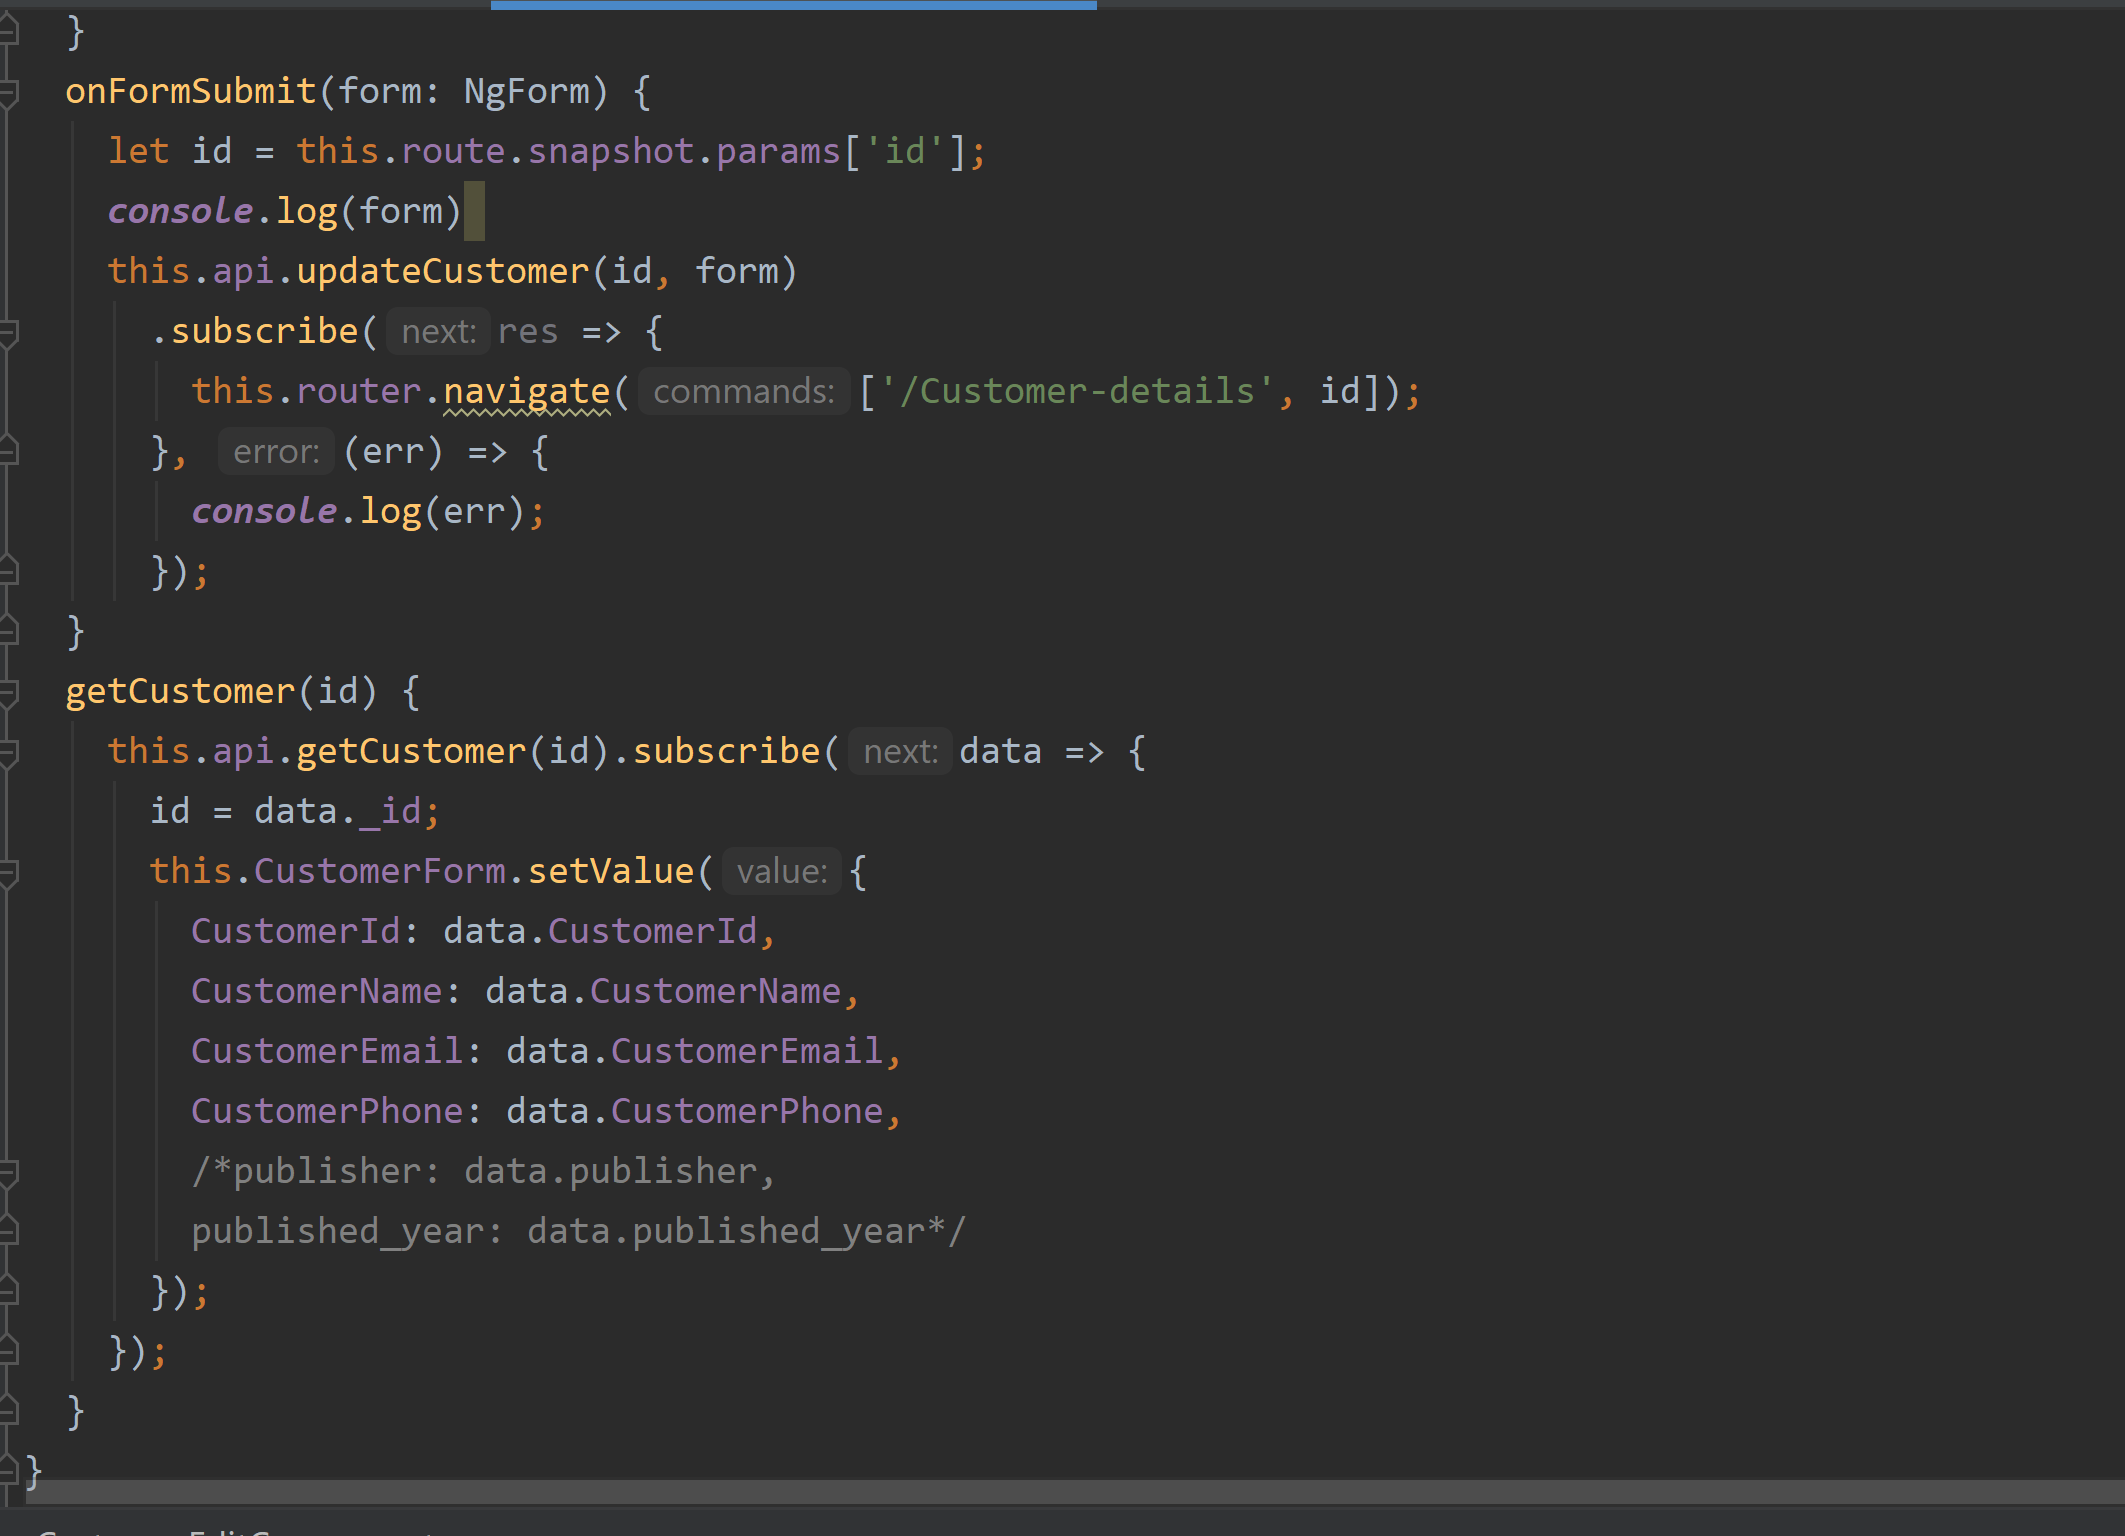 }
onFormSubmit(form: NgForm) {
let id = this.route.snapshot.params['id'];
console.log(form)
this.api.updateCustomer(id, form)
.subscribe( next: res => {
this.router.navigate( commands: ['/Customer-details', id]);
}, error: (err) => {
console.log(err);
});
}
getCustomer(id) {
this.api.getCustomer(id).subscribe( next: data => {
id = data._id;
this.CustomerForm.setValue( value: {
CustomerId: data.CustomerId,
CustomerName: data.CustomerName,
CustomerEmail: data.CustomerEmail,
CustomerPhone: data.CustomerPhone,
/*publisher: data.publisher,
published_year: data.published_year*/
});
});
}
}